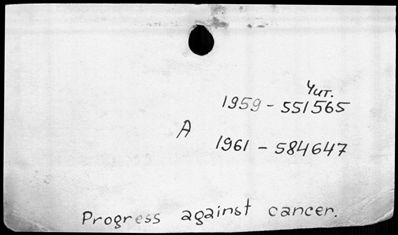 Чит.
1959 - 551565
A
1961 - 584647
Progress against cancer.